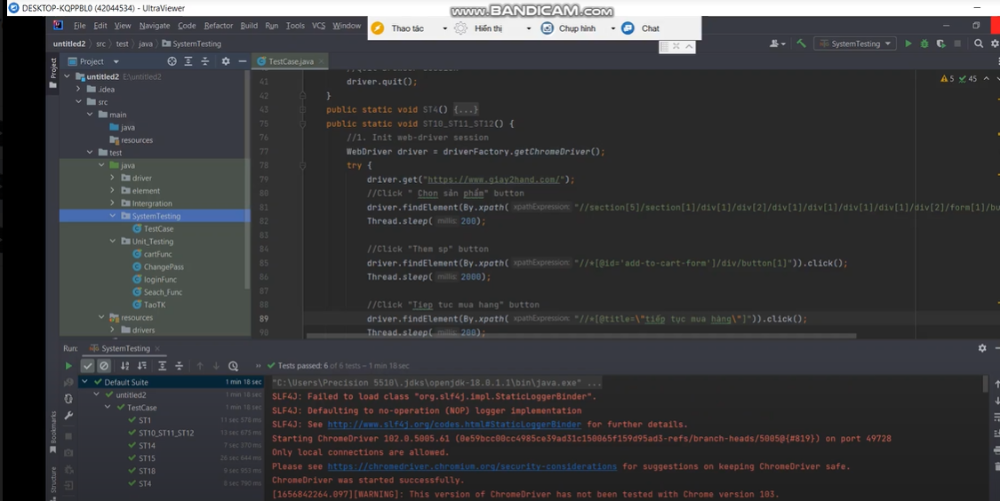 DESKTOP-KQPPBL0 (42044534) - UltraViewer
WWW.BANDICAM.COM
File Edit View Navigate Code Refactor Build Run Tools VCS Window
Thao tác Hiển thị Chụp hình Chat
untitled2 src test java SystemTesting
SystemTesting
Project
Project
TestCase.java
untitled2 E:\untitled2
.idea
src
main
java
resources
test
java
driver
element
Intergration
SystemTesting
TestCase
Unit_Testing
cartFunc
ChangePass
loginFunc
Seach_Func
TaoTK
resources
drivers
5 45
41 driver.quit();
42 }
43 public static void ST4() {...}
75 public static void ST10_ST11_ST12() {
76 //1. Init web-driver session
77 WebDriver driver = driverFactory.getChromeDriver();
78 try {
79 driver.get("https://www.giay2hand.com/");
80 //Click " Chon sản phẩm" button
81 driver.findElement(By.xpath( xpathExpression: "//section[5]/section[1]/div[1]/div[2]/div[1]/div[1]/div[1]/div[1]/div[2]/form[1]/bu
82 Thread.sleep( millis: 200);
83
84 //Click "Them sp" button
85 driver.findElement(By.xpath( xpathExpression: "//*[@id='add-to-cart-form']/div/button[1]")).click();
86 Thread.sleep( millis: 2000);
87
88 //Click "Tiep tuc mua hang" button
89 driver.findElement(By.xpath( xpathExpression: "//*[@title=\"tiếp tục mua hàng\"]")).click();
90 Thread.sleep( millis: 200);
Run: SystemTesting
Tests passed: 6 of 6 tests – 1 min 18 sec
Default Suite 1 min 18 sec
untitled2 1 min 18 sec
TestCase 1 min 18 sec
ST1 11 sec 578 ms
ST10_ST11_ST12 13 sec 675 ms
ST14 7 sec 370 ms
ST15 26 sec 644 ms
ST18 9 sec 951 ms
ST4 8 sec 790 ms
"C:\Users\Precision 5510\.jdks\openjdk-18.0.1.1\bin\java.exe" ...
SLF4J: Failed to load class "org.slf4j.impl.StaticLoggerBinder".
SLF4J: Defaulting to no-operation (NOP) logger implementation
SLF4J: See http://www.slf4j.org/codes.html#StaticLoggerBinder for further details.
Starting ChromeDriver 102.0.5005.61 (0e59bcc00cc4985ce39ad31c150065f159d95ad3-refs/branch-heads/5005@{#819}) on port 49728
Only local connections are allowed.
Please see https://chromedriver.chromium.org/security-considerations for suggestions on keeping ChromeDriver safe.
ChromeDriver was started successfully.
[1656842264.097][WARNING]: This version of ChromeDriver has not been tested with Chrome version 103.
Bookmarks
Structure